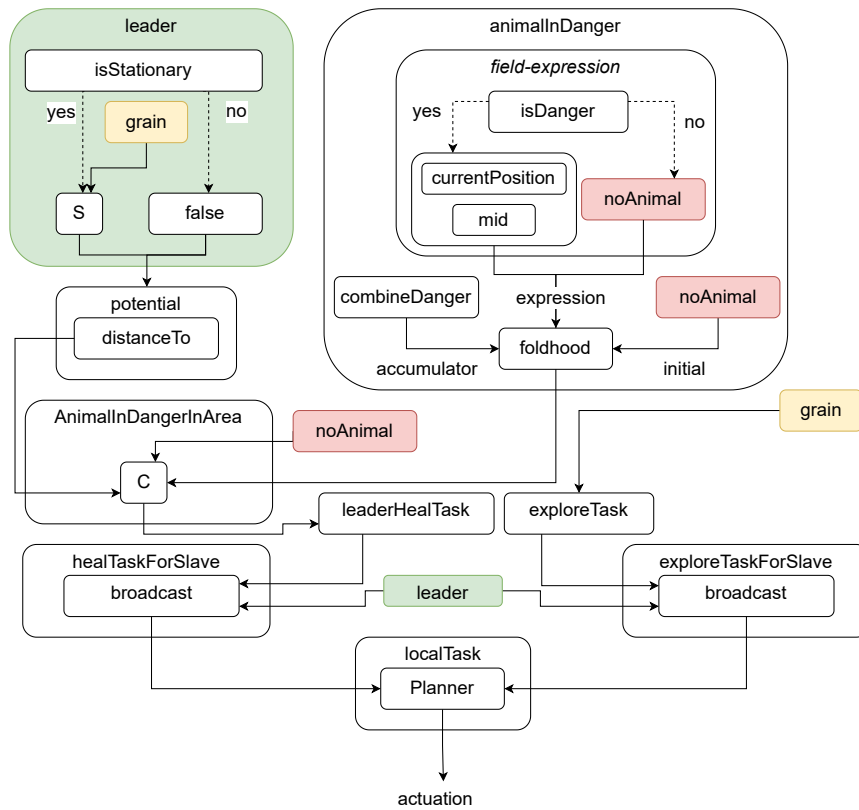 leader
isStationary
yes
grain
no
S
false
animalInDanger
field-expression
yes
isDanger
no
currentPosition
mid
noAnimal
combineDanger
expression
noAnimal
foldhood
accumulator
initial
potential
distanceTo
AnimalInDangerInArea
noAnimal
grain
C
leaderHealTask
exploreTask
healTaskForSlave
broadcast
leader
exploreTaskForSlave
broadcast
localTask
Planner
actuation